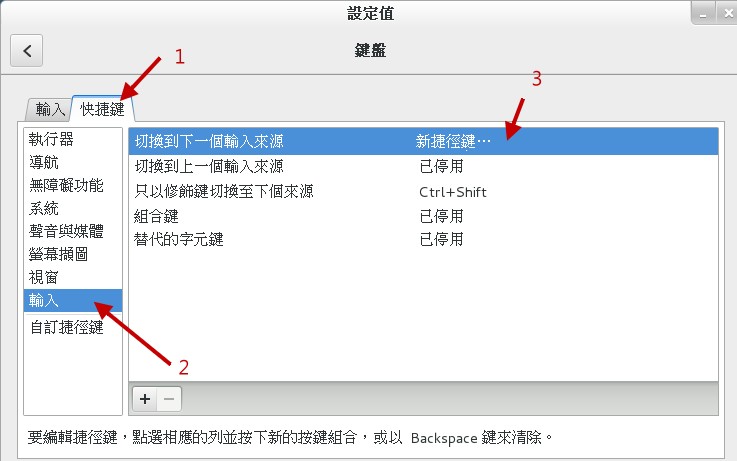 設定值
鍵盤
1
3
輸入 快捷鍵
執行器
導航
無障礙功能
系統
聲音與媒體
螢幕擷圖
視窗
輸入
自訂捷徑鍵
切換到下一個輸入來源 新捷徑鍵…
切換到上一個輸入來源 已停用
只以修飾鍵切換至下個來源 Ctrl+Shift
組合鍵 已停用
替代的字元鍵 已停用
2
要編輯捷徑鍵，點選相應的列並按下新的按鍵組合，或以 Backspace 鍵來清除。